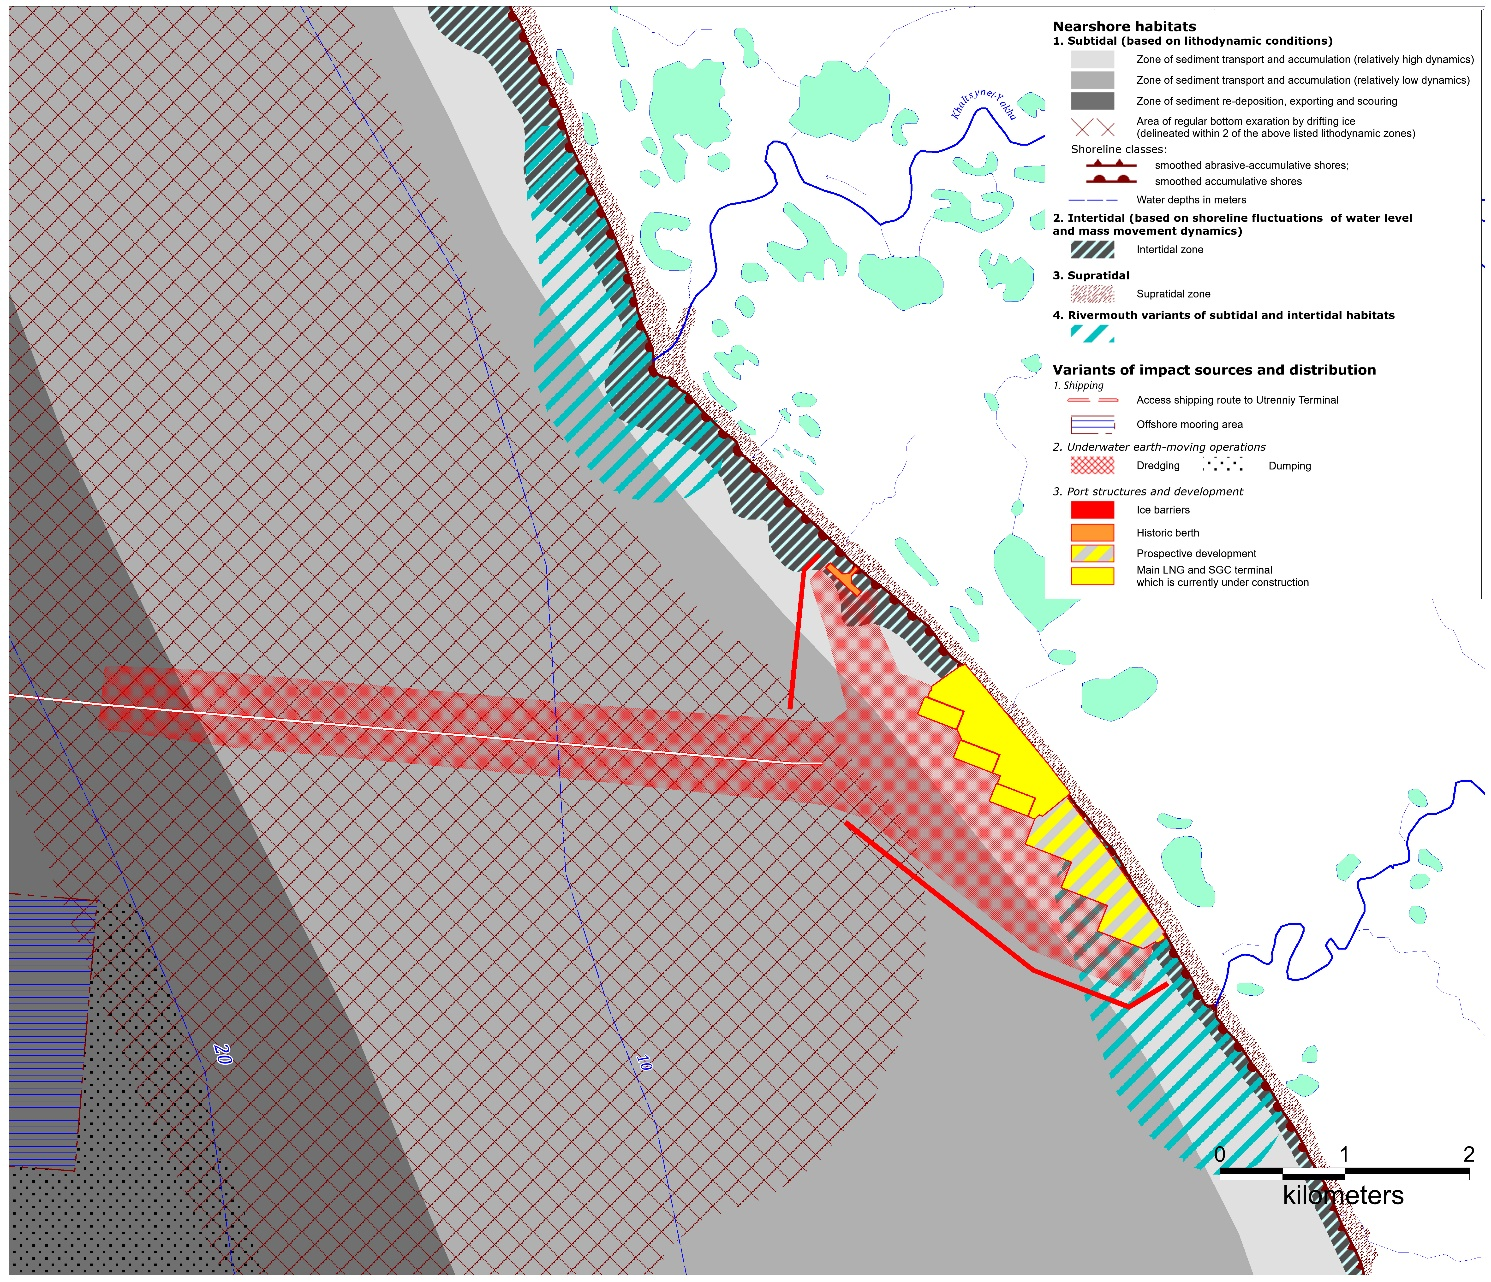 Nearshore habitats
1. Subtidal (based on lithodynamic conditions)
Zone of sediment transport and accumulation (relatively high dynamics)
Zone of sediment transport and accumulation (relatively low dynamics)
Zone of sediment re-deposition, exporting and scouring
Area of regular bottom exaration by drifting ice
(delineated within 2 of the above listed lithodynamic zones)
Shoreline classes:
smoothed abrasive-accumulative shores;
smoothed accumulative shores
Water depths in meters
2. Intertidal (based on shoreline fluctuations of water level
and mass movement dynamics)
Intertidal zone
3. Supratidal
Supratidal zone
4. Rivermouth variants of subtidal and intertidal habitats
Variants of impact sources and distribution
1. Shipping
Access shipping route to Utrenniy Terminal
Offshore mooring area
2. Underwater earth-moving operations
Dredging Dumping
3. Port structures and development
Ice barriers
Historic berth
Prospective development
Main LNG and SGC terminal
which is currently under construction
20
10
0 1 2
kilometers